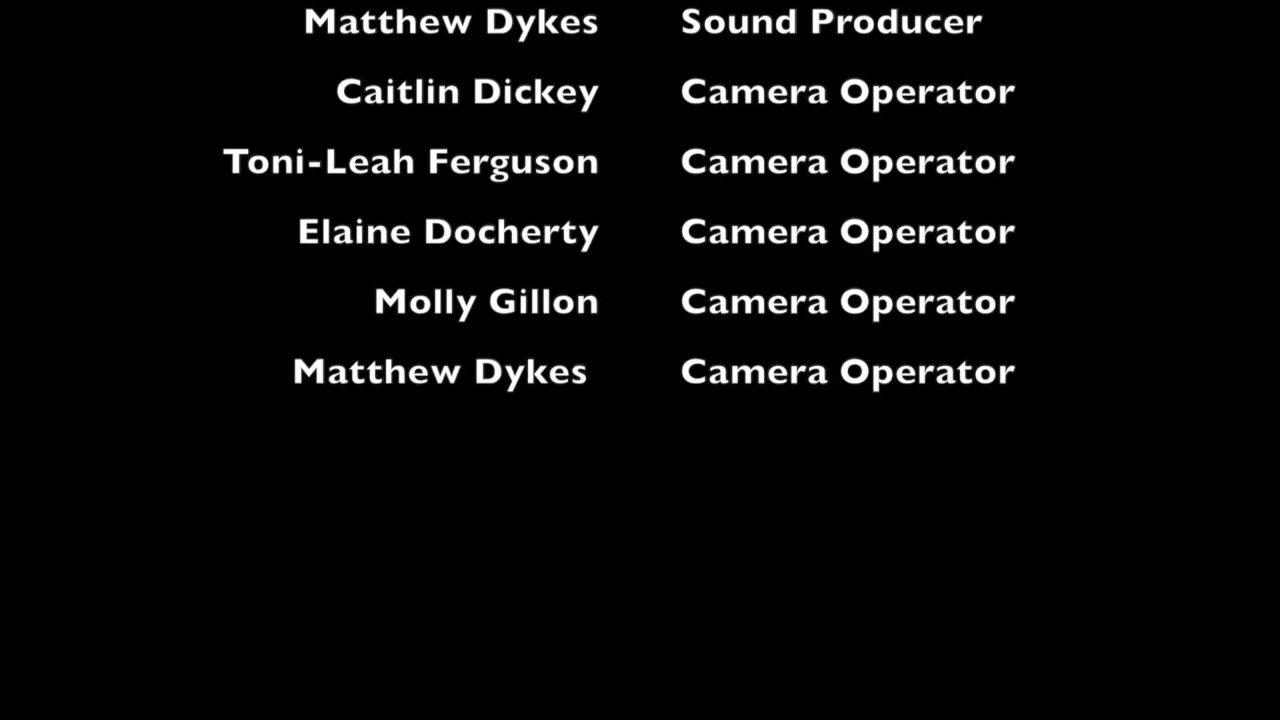 Matthew Dykes Sound Producer
Caitlin Dickey Camera Operator
Toni-Leah Ferguson Camera Operator
Elaine Docherty Camera Operator
Molly Gillon Camera Operator
Matthew Dykes Camera Operator